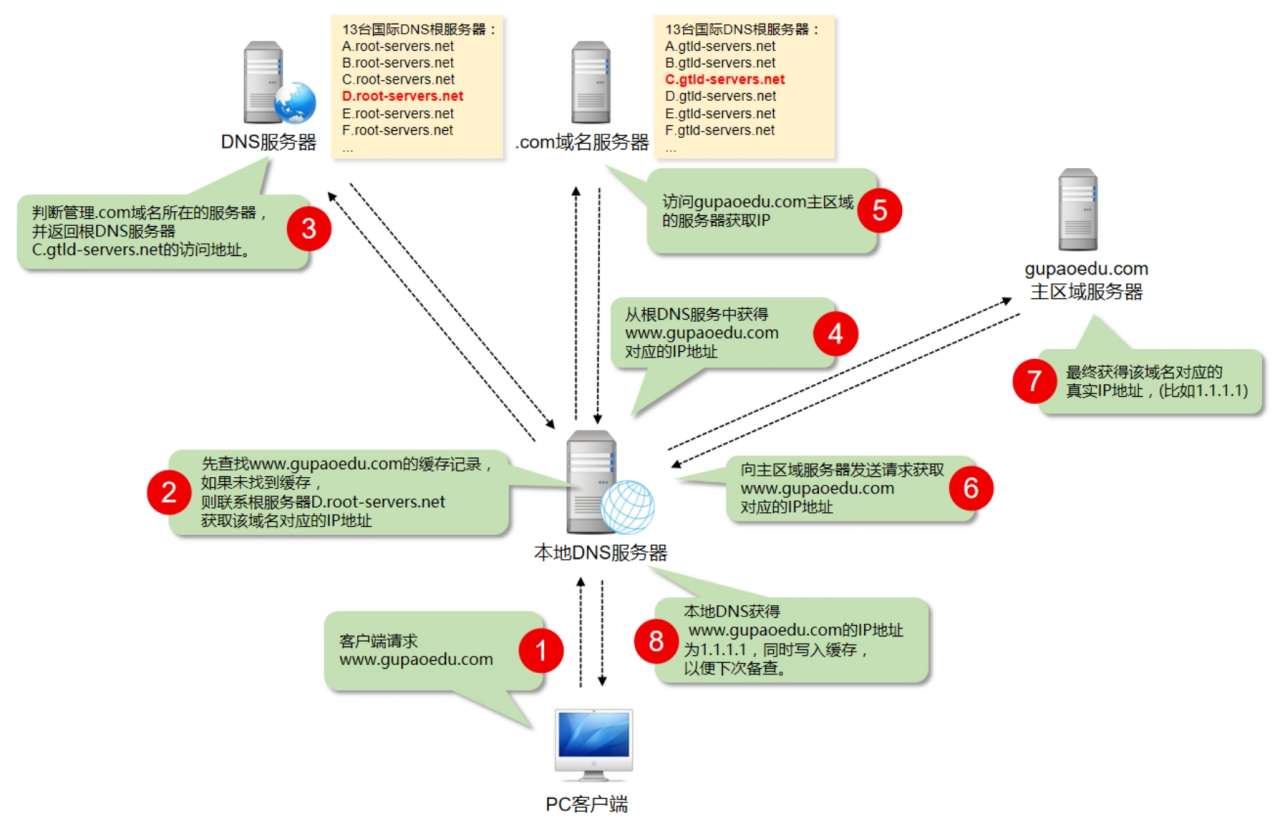 13台国际DNS根服务器：
A.root-servers.net
B.root-servers.net
C.root-servers.net
D.root-servers.net
E.root-servers.net
F.root-servers.net
...
DNS服务器
13台国际DNS根服务器：
A.gtld-servers.net
B.gtld-servers.net
C.gtld-servers.net
D.gtld-servers.net
E.gtld-servers.net
F.gtld-servers.net
...
.com域名服务器
判断管理.com域名所在的服务器，
并返回根DNS服务器
C.gtld-servers.net的访问地址。
3
访问gupaoedu.com主区域
的服务器获取IP
5
gupaoedu.com
主区域服务器
从根DNS服务中获得
www.gupaoedu.com
对应的IP地址
4
7
最终获得该域名对应的
真实IP地址，(比如1.1.1.1)
2
先查找www.gupaoedu.com的缓存记录，
如果未找到缓存，
则联系根服务器D.root-servers.net
获取该域名对应的IP地址
向主区域服务器发送请求获取
www.gupaoedu.com
对应的IP地址
6
本地DNS服务器
客户端请求
www.gupaoedu.com
1
8
本地DNS获得
www.gupaoedu.com的IP地址
为1.1.1.1，同时写入缓存，
以便下次备查。
PC客户端